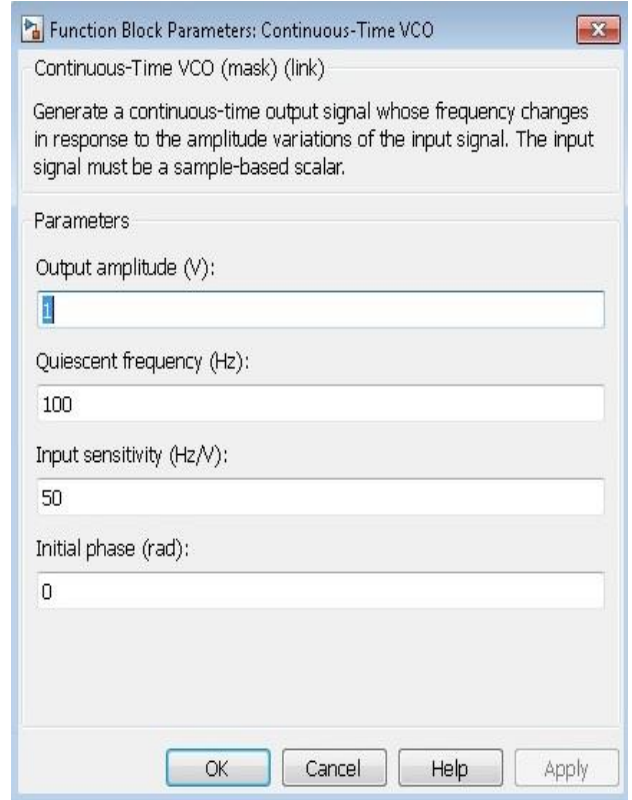 Function Block Parameters: Continuous-Time VCO
Continuous-Time VCO (mask) (link)
Generate a continuous-time output signal whose frequency changes
in response to the amplitude variations of the input signal. The input
signal must be a sample-based scalar.
Parameters
Output amplitude (V):
1
Quiescent frequency (Hz):
100
Input sensitivity (Hz/V):
50
Initial phase (rad):
0
OK Cancel Help Apply